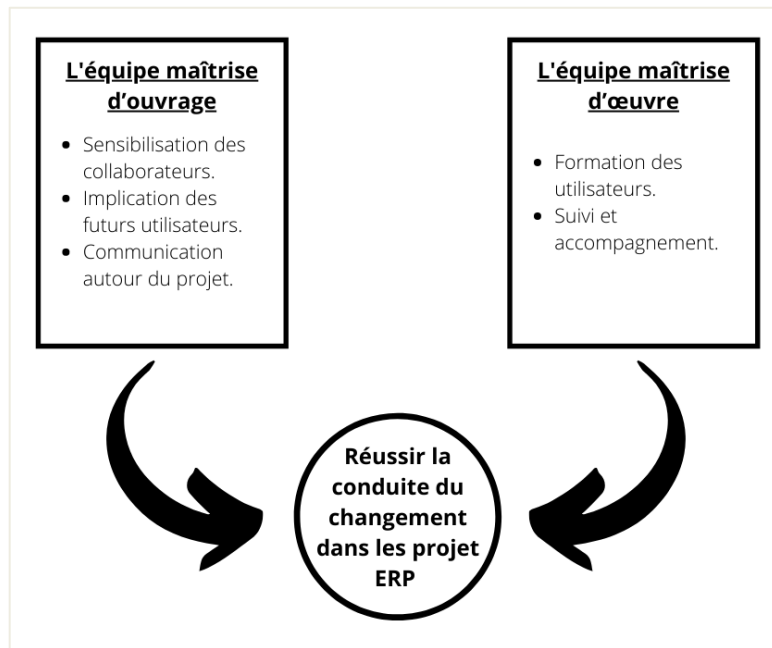 L'équipe maîtrise
d'ouvrage
• Sensibilisation des
collaborateurs.
• Implication des
futurs utilisateurs.
• Communication
autour du projet.
L'équipe maîtrise
d'œuvre
• Formation des
utilisateurs.
• Suivi et
accompagnement.
Réussir la
conduite du
changement
dans les projet
ERP